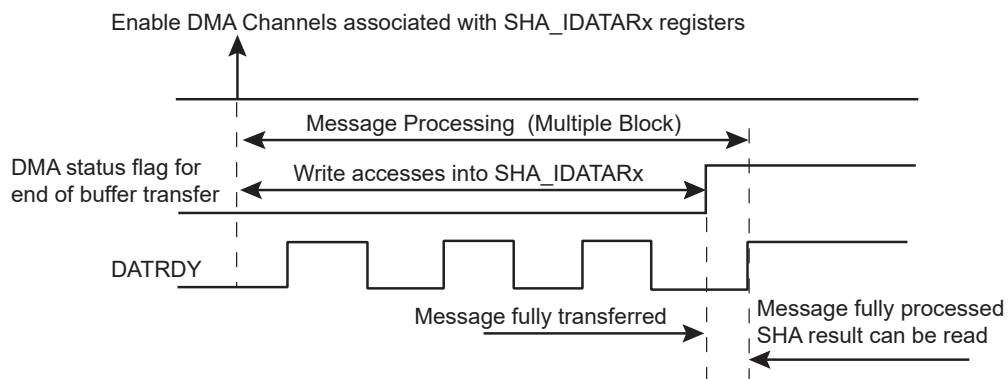 Enable DMA Channels associated with SHA_IDATARx registers
Message Processing (Multiple Block)
DMA status flag for
end of buffer transfer
Write accesses into SHA_IDATARx
DATRDY
Message fully transferred
Message fully processed
SHA result can be read